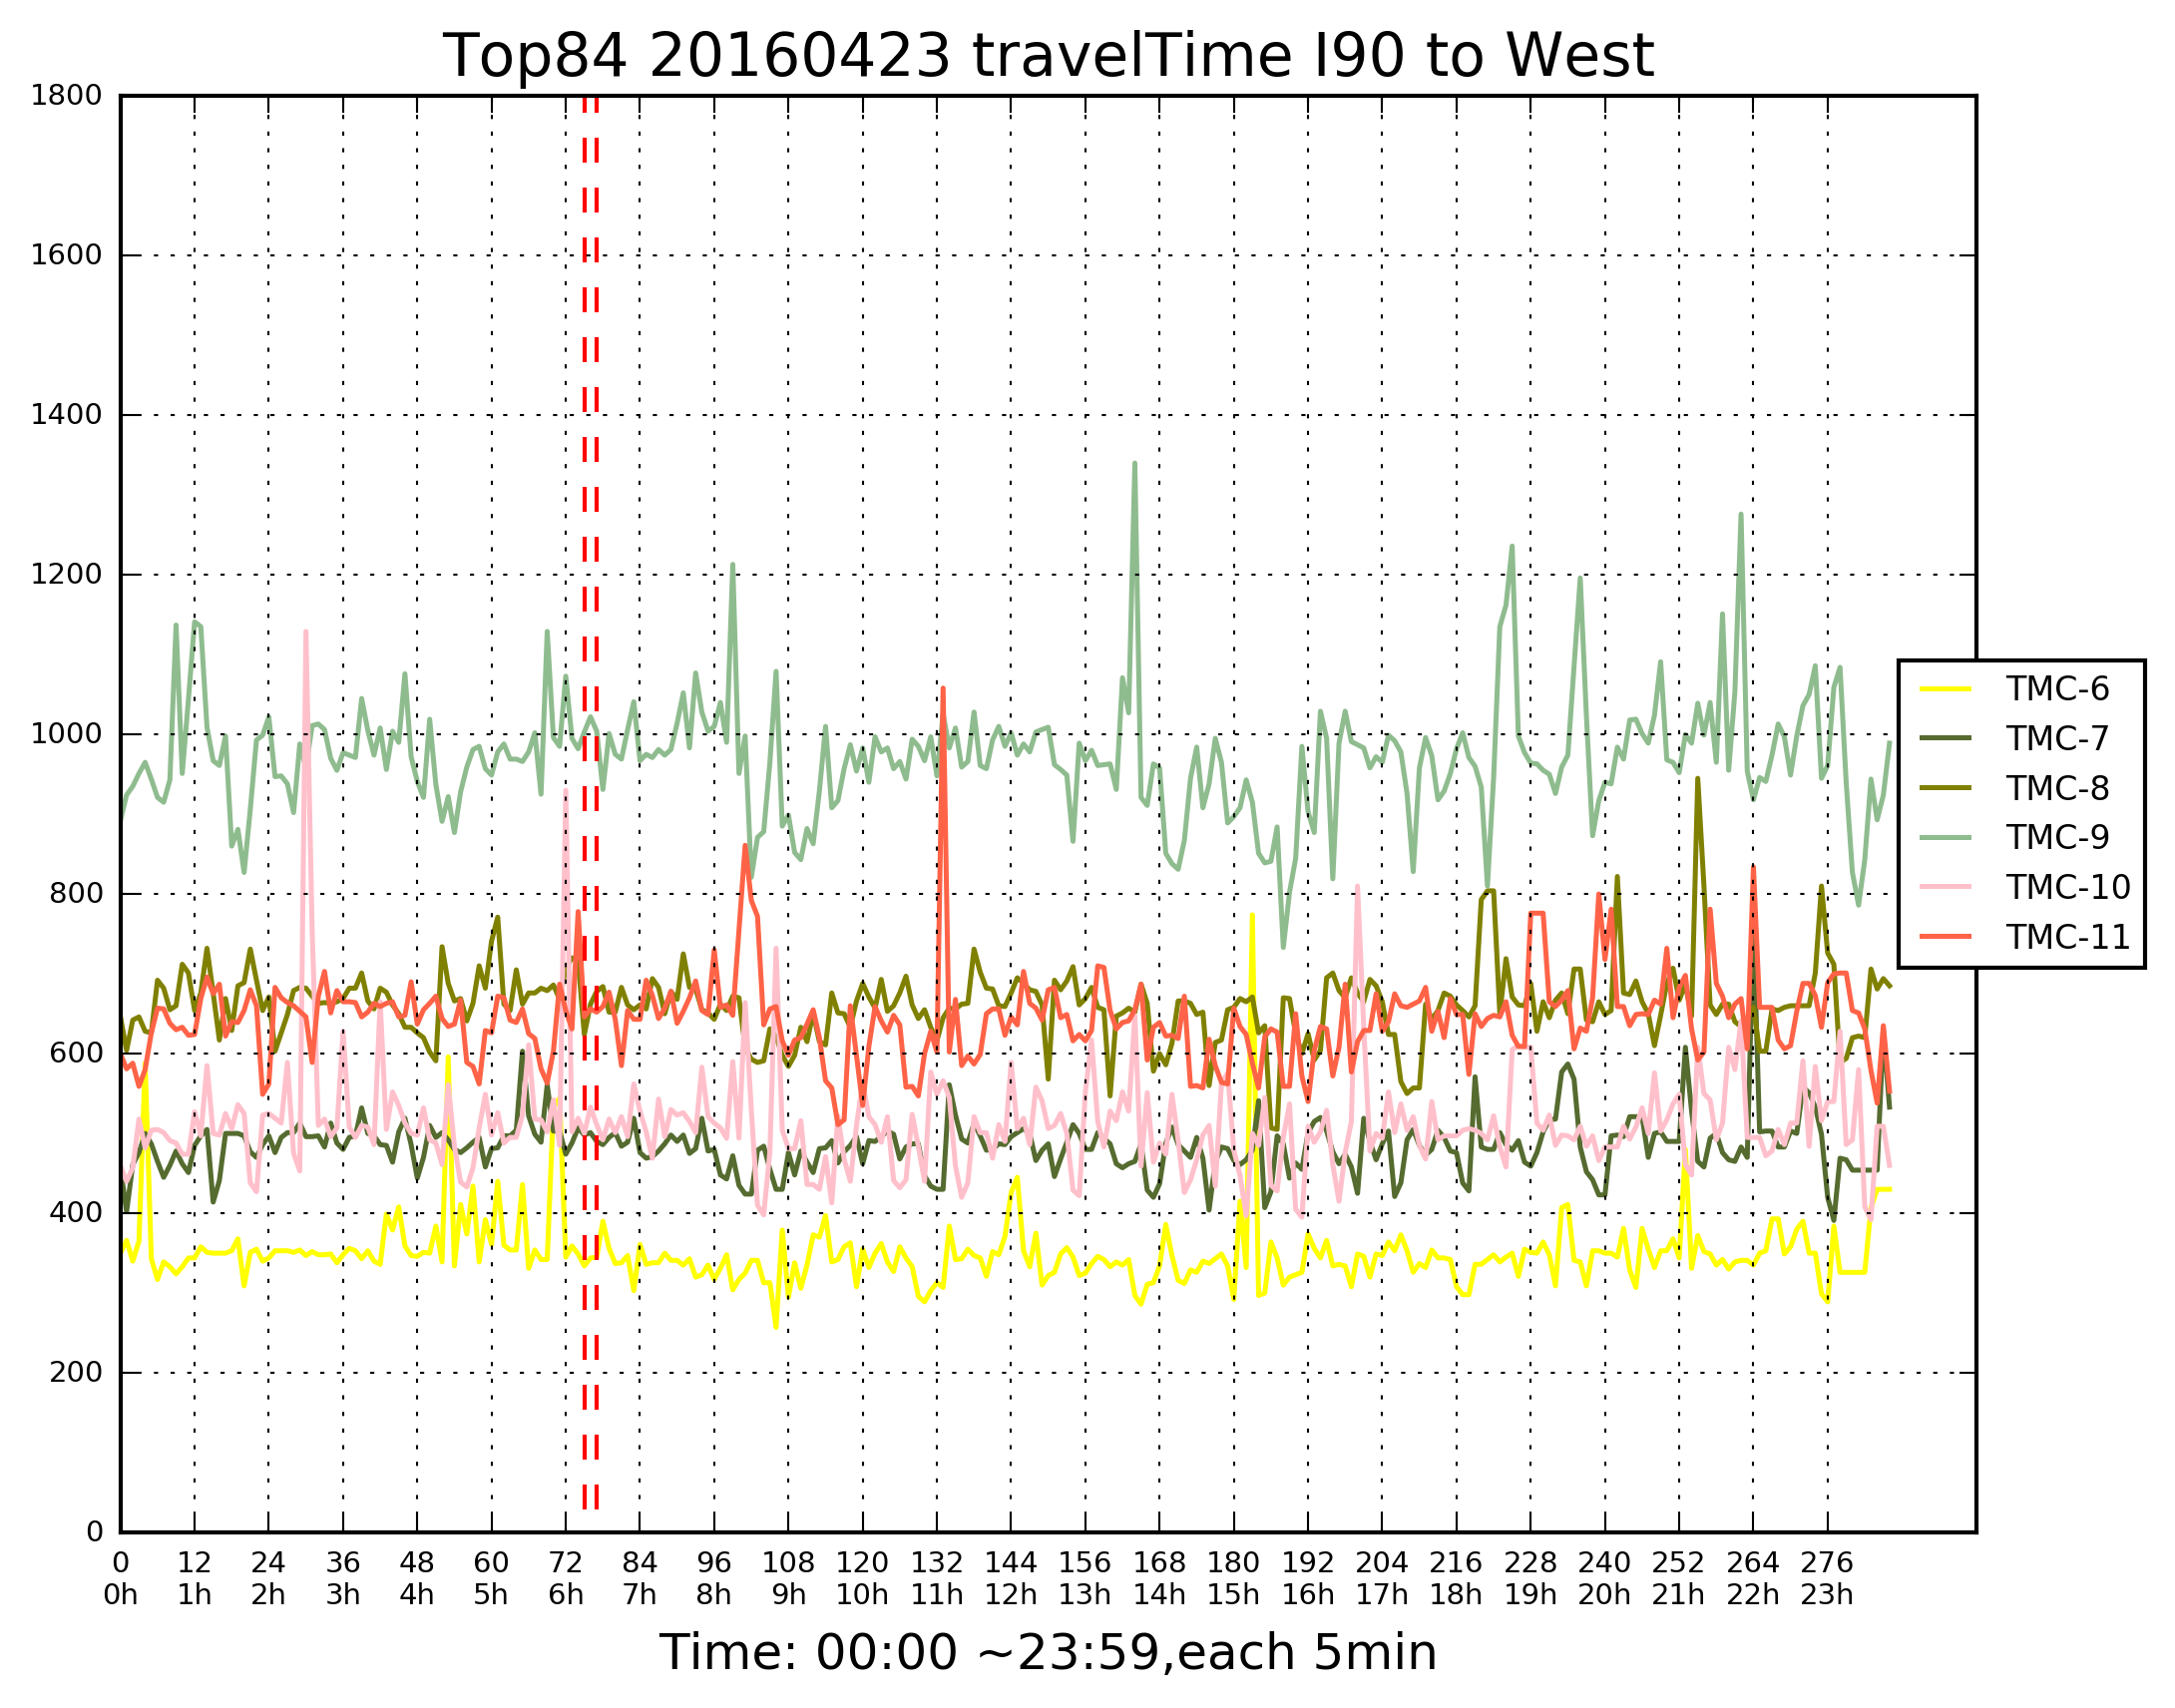 Top84 20160423 travelTime I90 to West
1800
1600
1400
1200
1000
800
600
400
200
0
TMC-6
TMC-7
TMC-8
TMC-9
TMC-10
TMC-11
0 12 24 36 48 60 72 84 96 108 120 132 144 156 168 180 192 204 216 228 240 252 264 276
0h 1h 2h 3h 4h 5h 6h 7h 8h 9h 10h 11h 12h 13h 14h 15h 16h 17h 18h 19h 20h 21h 22h 23h
Time: 00:00 ~23:59,each 5min